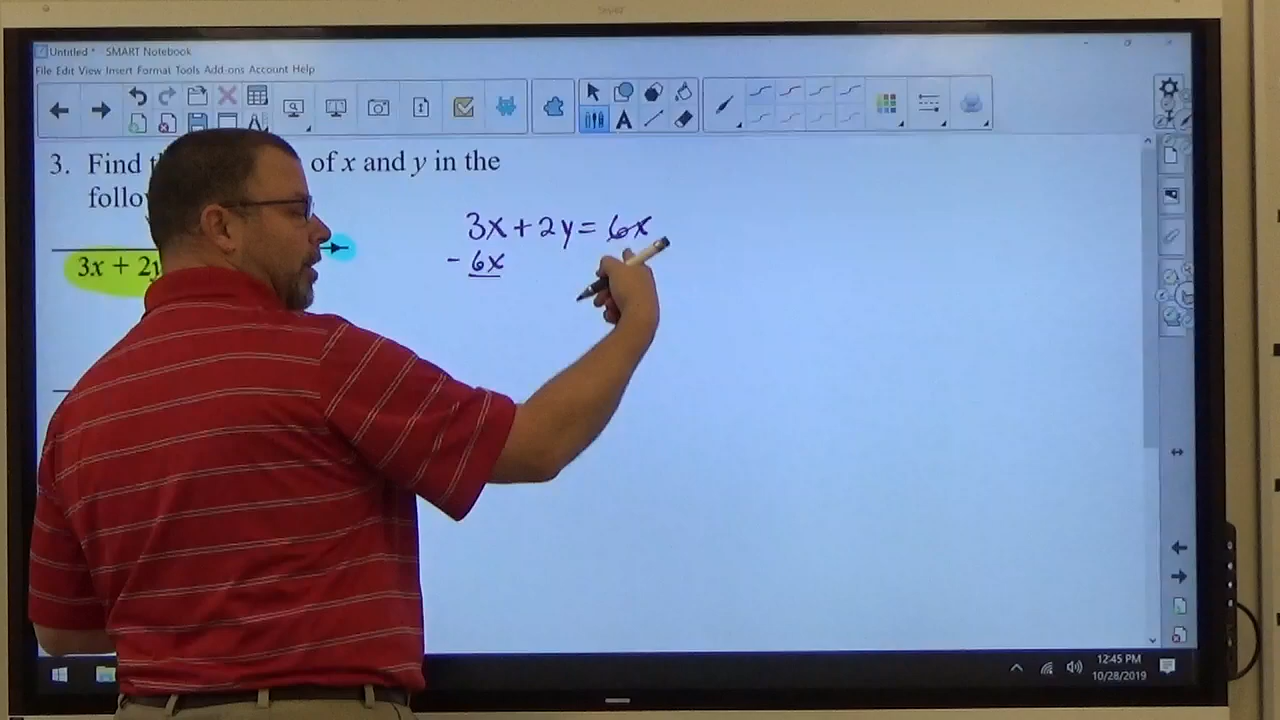 SMART
Untitled * - SMART Notebook
File Edit View Insert Format Tools Add-ons Account Help
3. Find of x and y in the
3x + 2y = 6x
- 6x
3x + 2y
12:45 PM
10/28/2019